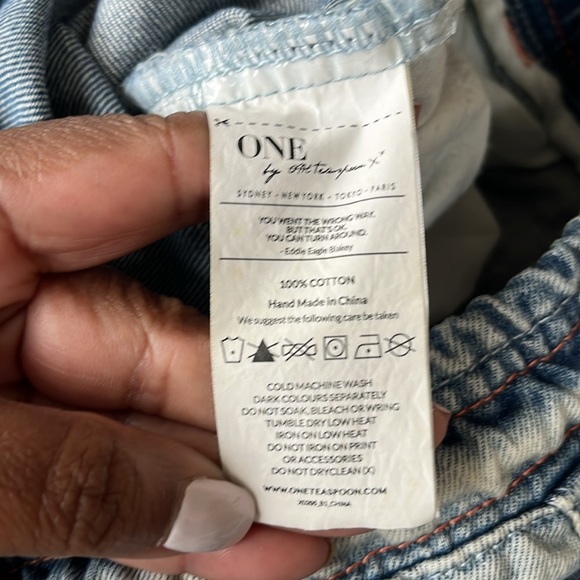 ONE
by One Teaspoon X
SYDNEY - NEW YORK - TOKYO - PARIS
YOU WENT THE WRONG WAY.
BUT THAT'S OK.
YOU CAN TURN AROUND.
- Eddie Eagle Blakey
100% COTTON
Hand Made in China
We suggest the following care be taken
COLD MACHINE WASH
DARK COLOURS SEPARATELY
DO NOT SOAK, BLEACH OR WRING
TUMBLE DRY LOW HEAT
IRON ON LOW HEAT
DO NOT IRON ON PRINT
OR ACCESSORIES
DO NOT DRYCLEAN (X)
WWW.ONETEASPOON.COM